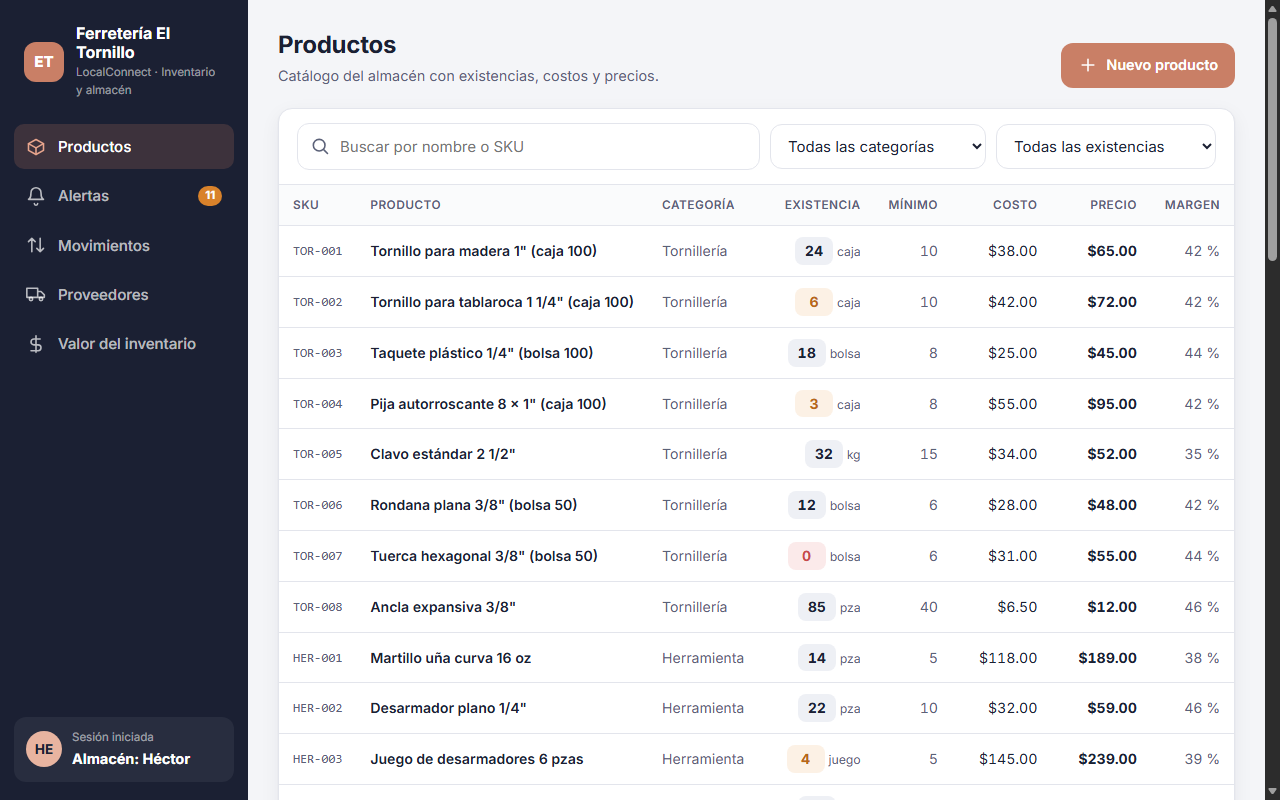 ET
Ferretería El
Tornillo
LocalConnect · Inventario
y almacén
Productos
Alertas 11
Movimientos
Proveedores
Valor del inventario
HE
Sesión iniciada
Almacén: Héctor
Productos
Catálogo del almacén con existencias, costos y precios.
Nuevo producto
Buscar por nombre o SKU
Todas las categorías
Todas las existencias
SKU PRODUCTO CATEGORÍA EXISTENCIA MÍNIMO COSTO PRECIO MARGEN
TOR-001 Tornillo para madera 1" (caja 100) Tornillería 24 caja 10 $38.00 $65.00 42 %
TOR-002 Tornillo para tablaroca 1 1/4" (caja 100) Tornillería 6 caja 10 $42.00 $72.00 42 %
TOR-003 Taquete plástico 1/4" (bolsa 100) Tornillería 18 bolsa 8 $25.00 $45.00 44 %
TOR-004 Pija autorroscante 8 × 1" (caja 100) Tornillería 3 caja 8 $55.00 $95.00 42 %
TOR-005 Clavo estándar 2 1/2" Tornillería 32 kg 15 $34.00 $52.00 35 %
TOR-006 Rondana plana 3/8" (bolsa 50) Tornillería 12 bolsa 6 $28.00 $48.00 42 %
TOR-007 Tuerca hexagonal 3/8" (bolsa 50) Tornillería 0 bolsa 6 $31.00 $55.00 44 %
TOR-008 Ancla expansiva 3/8" Tornillería 85 pza 40 $6.50 $12.00 46 %
HER-001 Martillo uña curva 16 oz Herramienta 14 pza 5 $118.00 $189.00 38 %
HER-002 Desarmador plano 1/4" Herramienta 22 pza 10 $32.00 $59.00 46 %
HER-003 Juego de desarmadores 6 pzas Herramienta 4 juego 5 $145.00 $239.00 39 %